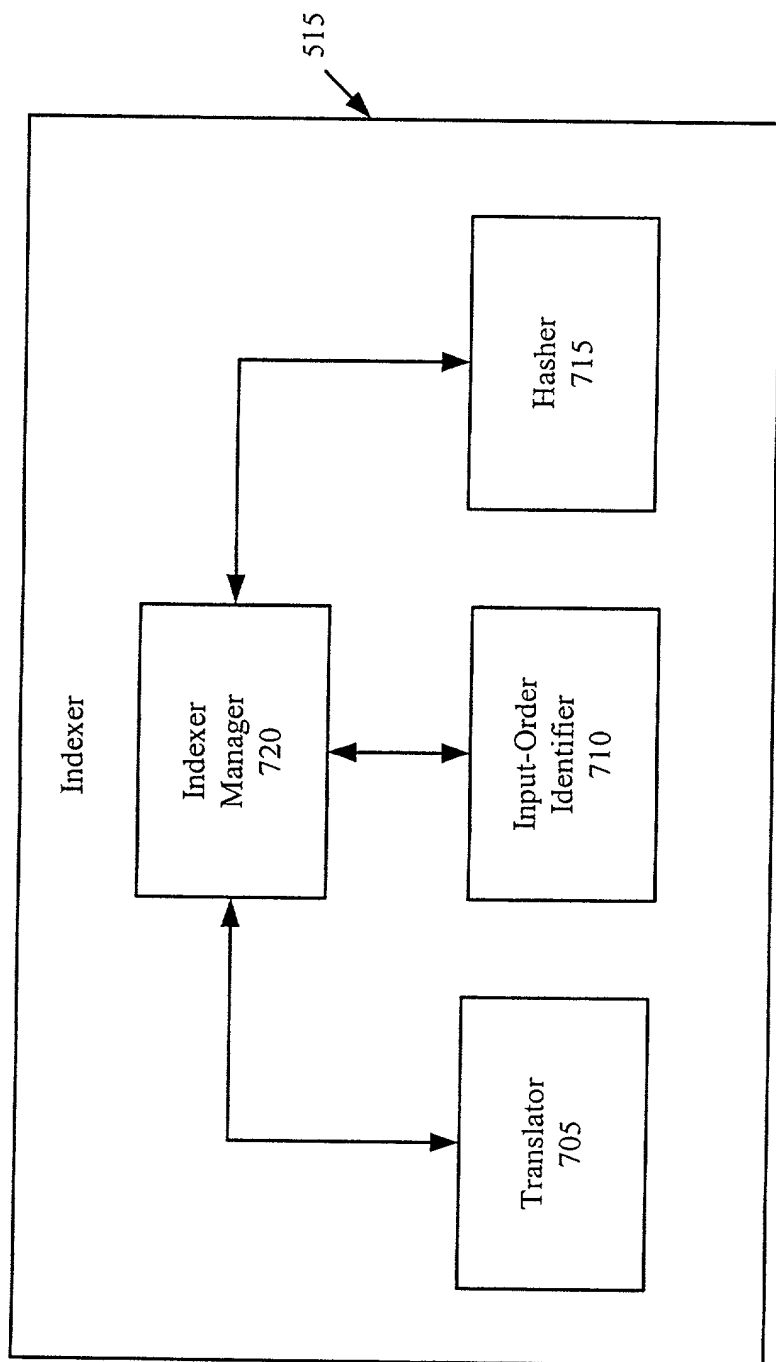 Indexer
515
Indexer
Manager
720
Translator
705
Input-Order
Identifier
710
Hasher
715